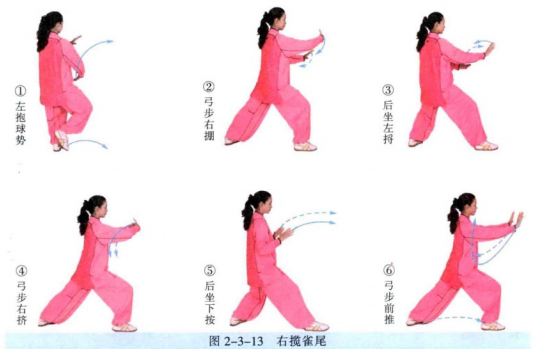 ① 左抱球势
② 弓步右掤
③ 后坐左捋
④ 弓步右挤
⑤ 后坐下按
⑥ 弓步前推
图 2-3-13 右揽雀尾